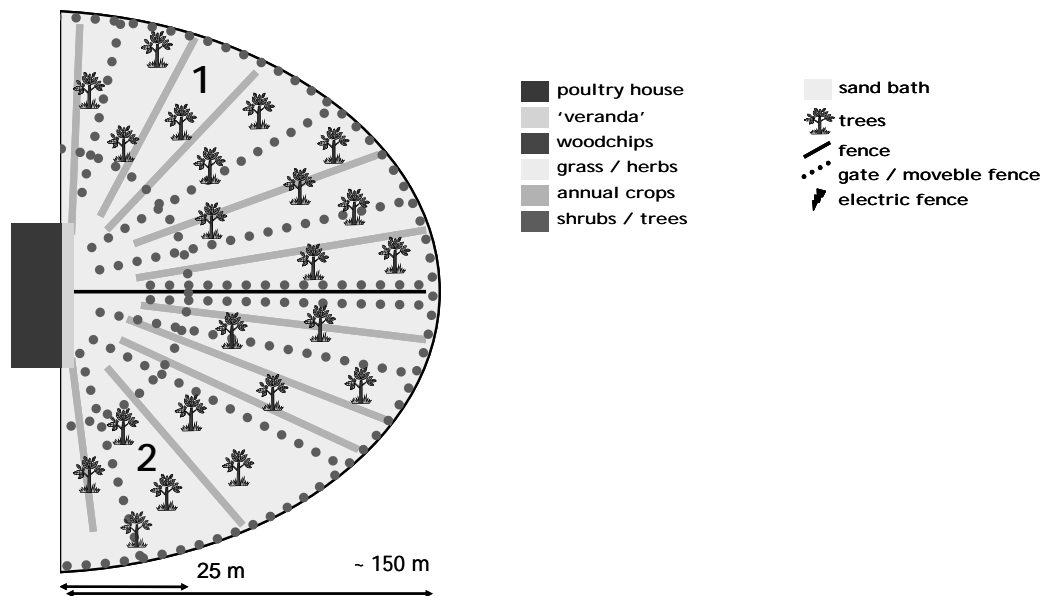 1
2
25 m
~ 150 m
poultry house
‘veranda’
woodchips
grass / herbs
annual crops
shrubs / trees
sand bath
trees
fence
gate / moveble fence
electric fence